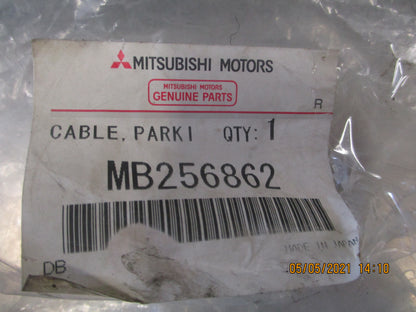 MITSUBISHI MOTORS
MITSUBISHI MOTORS
GENUINE PARTS
R
CABLE, PARKI QTY: 1
MB256862
MADE IN JAPAN
DB
05/03/2021 14:10